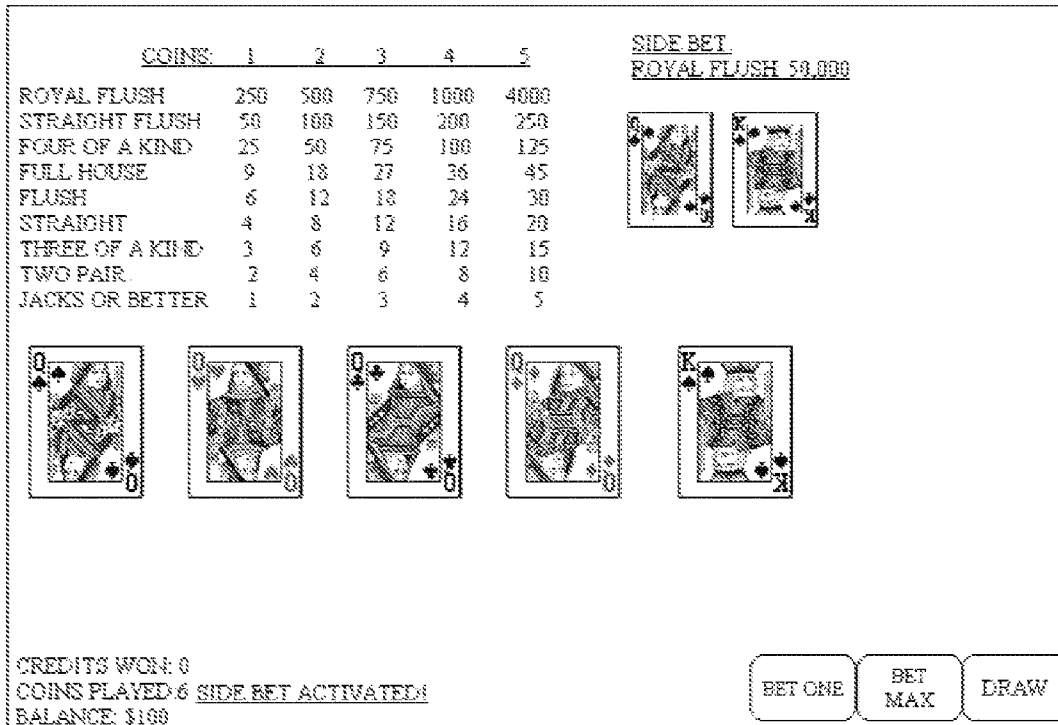 COINS: 1 2 3 4 5
ROYAL FLUSH 250 500 750 1000 4000
STRAIGHT FLUSH 50 100 150 200 250
FOUR OF A KIND 25 50 75 100 125
FULL HOUSE 9 18 27 36 45
FLUSH 6 12 18 24 30
STRAIGHT 4 8 12 16 20
THREE OF A KIND 3 6 9 12 15
TWO PAIR 2 4 6 8 10
JACKS OR BETTER 1 2 3 4 5
SIDE BET
ROYAL FLUSH 50,000
Q K
Q K
Q Q Q Q K
Q Q Q Q K
CREDITS WON: 0
COINS PLAYED 6 SIDE BET ACTIVATED!
BALANCE: $100
BET ONE
BET
MAX
DRAW